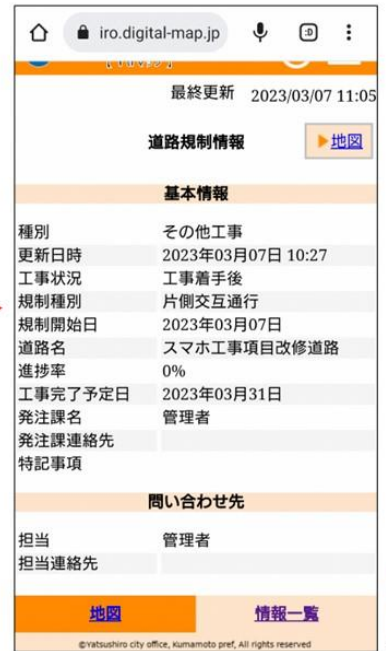 iro.digital-map.jp
最終更新 2023/03/07 11:05
道路規制情報
▶地図
基本情報
種別 その他工事
更新日時 2023年03月07日 10:27
工事状況 工事着手後
規制種別 片側交互通行
規制開始日 2023年03月07日
道路名 スマホ工事項目改修道路
進捗率 0%
工事完了予定日 2023年03月31日
発注課名 管理者
発注課連絡先
特記事項
問い合わせ先
担当 管理者
担当連絡先
地図 情報一覧
©Yatsushiro city office, Kumamoto pref, All rights reserved